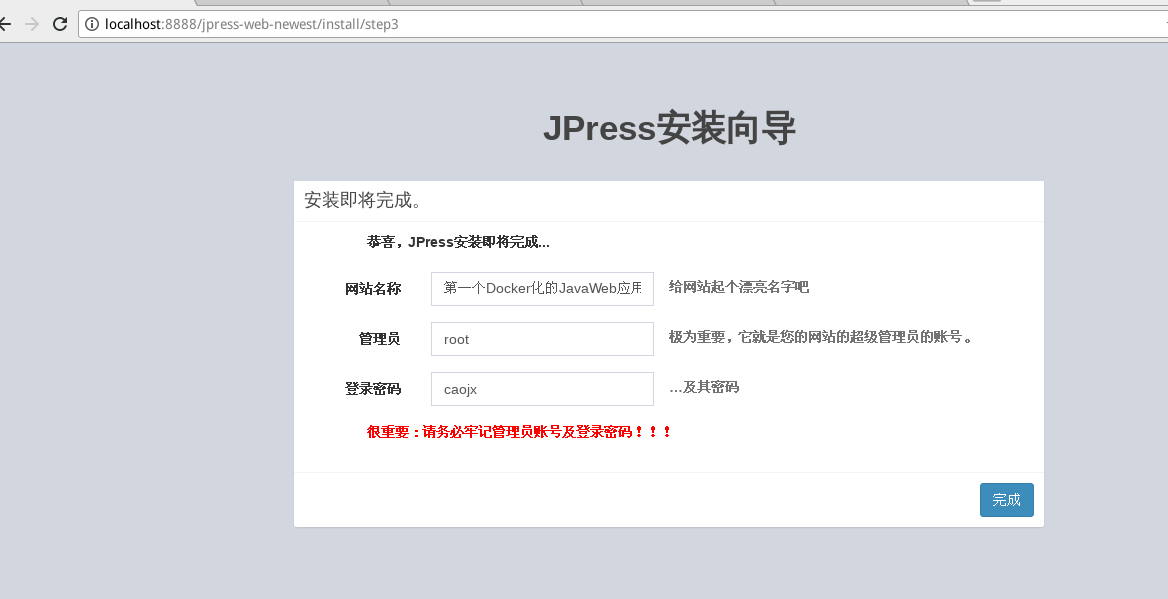 localhost:8888/jpress-web-newest/install/step3
JPress安装向导
安装即将完成。
恭喜，JPress安装即将完成...
网站名称 第一个Docker化的JavaWeb应用 给网站起个漂亮名字吧
管理员 root 极为重要，它就是您的网站的超级管理员的账号。
登录密码 caojx ...及其密码
很重要：请务必牢记管理员账号及登录密码！！！
完成